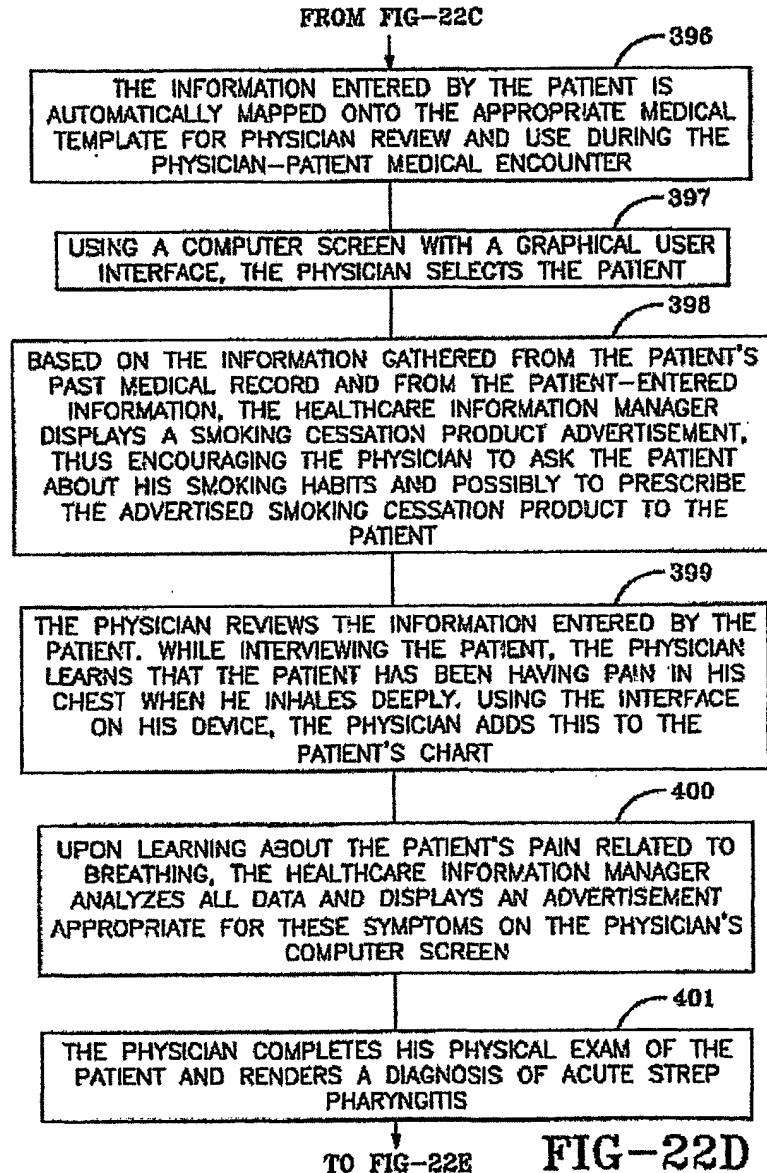 FROM FIG-22C
396
THE INFORMATION ENTERED BY THE PATIENT IS
AUTOMATICALLY MAPPED ONTO THE APPROPRIATE MEDICAL
TEMPLATE FOR PHYSICIAN REVIEW AND USE DURING THE
PHYSICIAN-PATIENT MEDICAL ENCOUNTER
397
USING A COMPUTER SCREEN WITH A GRAPHICAL USER
INTERFACE, THE PHYSICIAN SELECTS THE PATIENT
398
BASED ON THE INFORMATION GATHERED FROM THE PATIENT'S
PAST MEDICAL RECORD AND FROM THE PATIENT-ENTERED
INFORMATION, THE HEALTHCARE INFORMATION MANAGER
DISPLAYS A SMOKING CESSATION PRODUCT ADVERTISEMENT,
THUS ENCOURAGING THE PHYSICIAN TO ASK THE PATIENT
ABOUT HIS SMOKING HABITS AND POSSIBLY TO PRESCRIBE
THE ADVERTISED SMOKING CESSATION PRODUCT TO THE
PATIENT
399
THE PHYSICIAN REVIEWS THE INFORMATION ENTERED BY THE
PATIENT. WHILE INTERVIEWING THE PATIENT, THE PHYSICIAN
LEARNS THAT THE PATIENT HAS BEEN HAVING PAIN IN HIS
CHEST WHEN HE INHALES DEEPLY. USING THE INTERFACE
ON HIS DEVICE, THE PHYSICIAN ADDS THIS TO THE
PATIENT'S CHART
400
UPON LEARNING ABOUT THE PATIENT'S PAIN RELATED TO
BREATHING, THE HEALTHCARE INFORMATION MANAGER
ANALYZES ALL DATA AND DISPLAYS AN ADVERTISEMENT
APPROPRIATE FOR THESE SYMPTOMS ON THE PHYSICIAN'S
COMPUTER SCREEN
401
THE PHYSICIAN COMPLETES HIS PHYSICAL EXAM OF THE
PATIENT AND RENDERS A DIAGNOSIS OF ACUTE STREP
PHARYNGITIS
TO FIG-22E
FIG-22D